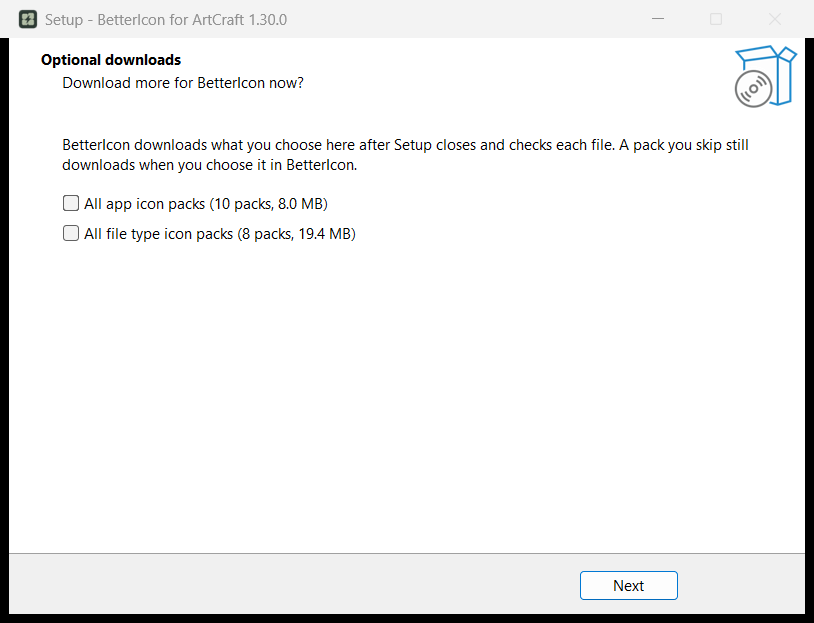 Setup - BetterIcon for ArtCraft 1.30.0
Optional downloads
Download more for BetterIcon now?
BetterIcon downloads what you choose here after Setup closes and checks each file. A pack you skip still
downloads when you choose it in BetterIcon.
All app icon packs (10 packs, 8.0 MB)
All file type icon packs (8 packs, 19.4 MB)
Next